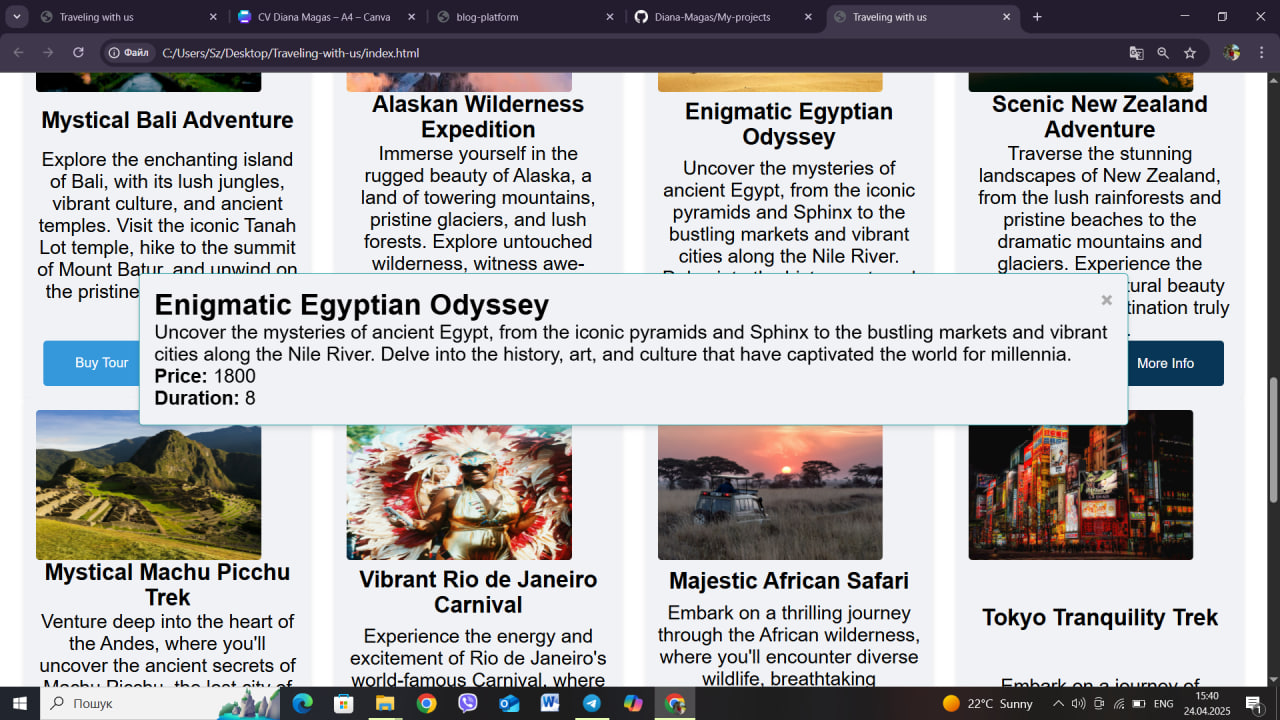 Traveling with us
CV Diana Magas – A4 – Canva
blog-platform
Diana-Magas/My-projects
Traveling with us
Файл
C:/Users/Sz/Desktop/Traveling-with-us/index.html
Mystical Bali Adventure
Explore the enchanting island
of Bali, with its lush jungles,
vibrant culture, and ancient
temples. Visit the iconic Tanah
Lot temple, hike to the summit
of Mount Batur, and unwind on
the pristine
Buy Tour
Alaskan Wilderness
Expedition
Immerse yourself in the
rugged beauty of Alaska, a
land of towering mountains,
pristine glaciers, and lush
forests. Explore untouched
wilderness, witness awe-
Enigmatic Egyptian
Odyssey
Uncover the mysteries of
ancient Egypt, from the iconic
pyramids and Sphinx to the
bustling markets and vibrant
cities along the Nile River.
Scenic New Zealand
Adventure
Traverse the stunning
landscapes of New Zealand,
from the lush rainforests and
pristine beaches to the
dramatic mountains and
glaciers. Experience the
beauty
truly
More Info
Enigmatic Egyptian Odyssey
×
Uncover the mysteries of ancient Egypt, from the iconic pyramids and Sphinx to the bustling markets and vibrant
cities along the Nile River. Delve into the history, art, and culture that have captivated the world for millennia.
Price: 1800
Duration: 8
Mystical Machu Picchu
Trek
Venture deep into the heart of
the Andes, where you'll
uncover the ancient secrets of
Machu Picchu, the lost city of
Vibrant Rio de Janeiro
Carnival
Experience the energy and
excitement of Rio de Janeiro's
world-famous Carnival, where
Majestic African Safari
Embark on a thrilling journey
through the African wilderness,
where you'll encounter diverse
wildlife, breathtaking
Tokyo Tranquility Trek
Embark on a journey of
Пошук
22°C Sunny
ENG
15:40
24.04.2025
1